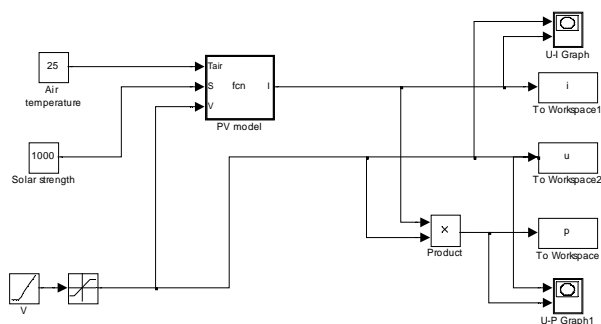 U-I Graph
25
Air
temperature
Tair
S
V
fcn
I
PV model
i
To Workspace1
1000
Solar strength
u
To Workspace2
×
Product
p
To Workspace
V
U-P Graph1